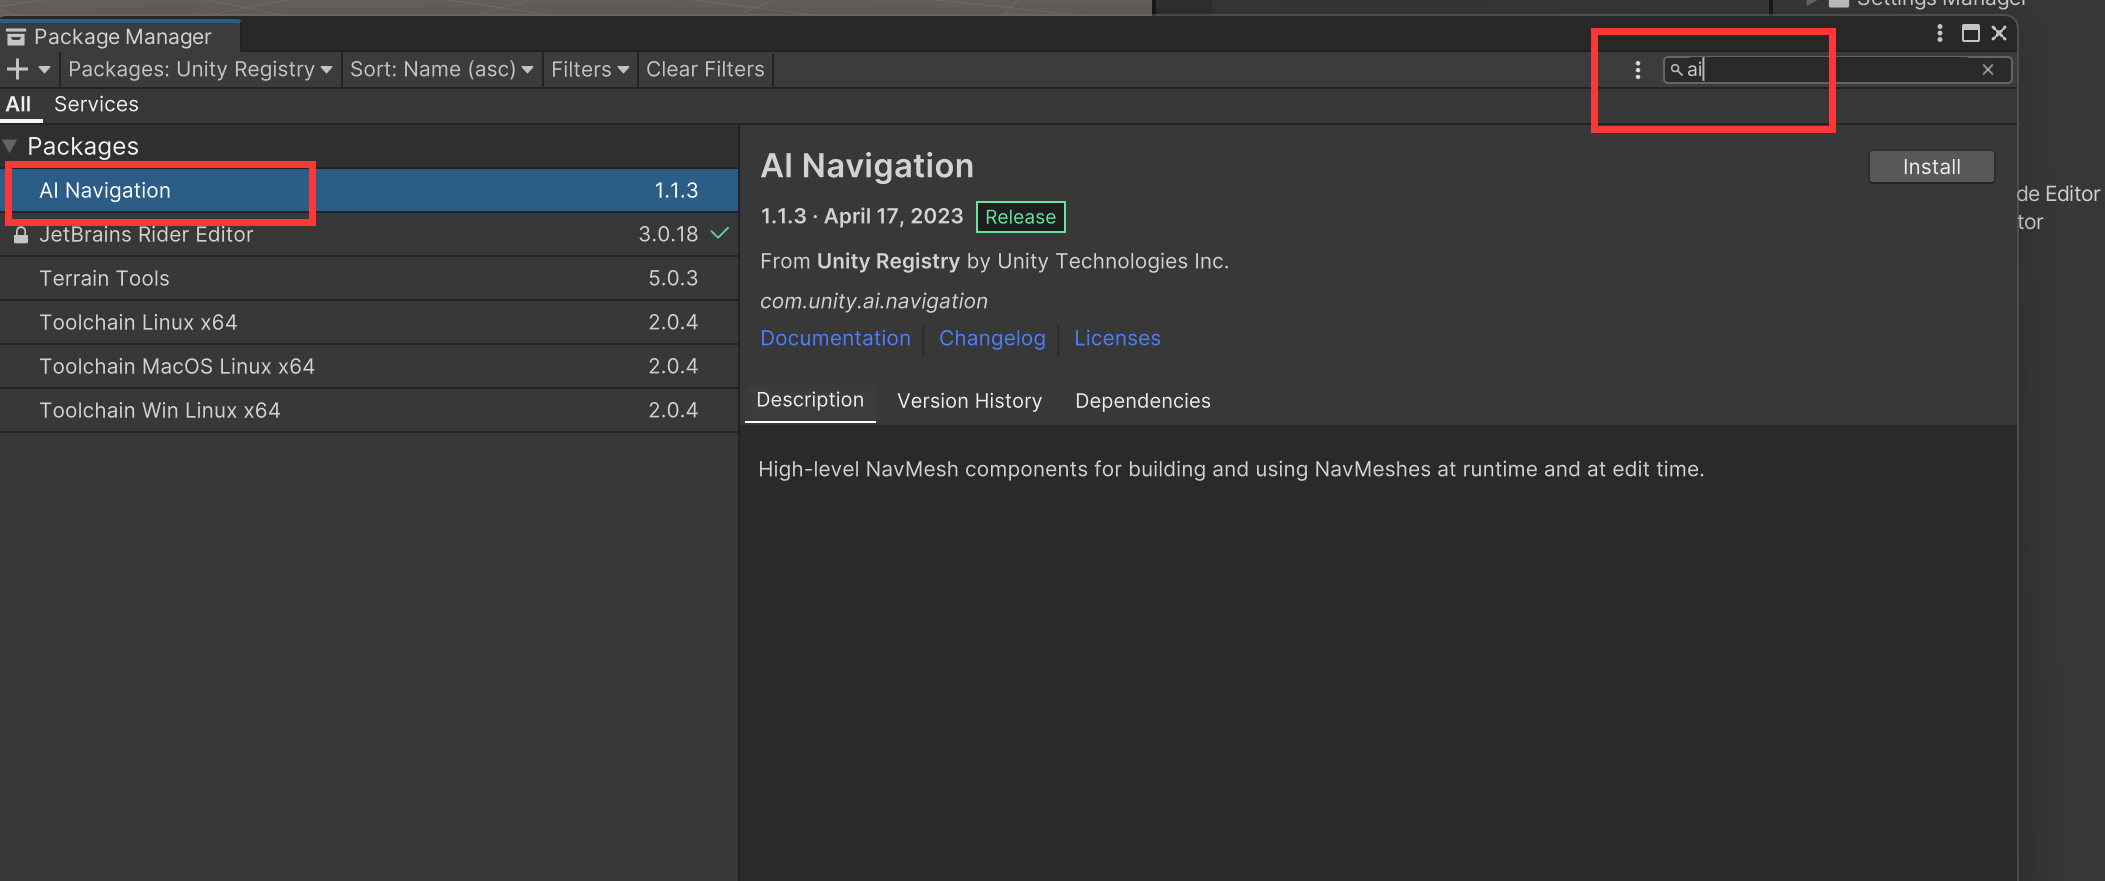 Settings Manager
Package Manager
Packages: Unity Registry Sort: Name (asc) Filters Clear Filters
ai
All Services
Packages
AI Navigation 1.1.3
JetBrains Rider Editor 3.0.18
Terrain Tools 5.0.3
Toolchain Linux x64 2.0.4
Toolchain MacOS Linux x64 2.0.4
Toolchain Win Linux x64 2.0.4
AI Navigation
Install
1.1.3 · April 17, 2023 Release
From Unity Registry by Unity Technologies Inc.
com.unity.ai.navigation
Documentation Changelog Licenses
Description Version History Dependencies
High-level NavMesh components for building and using NavMeshes at runtime and at edit time.
de Editor
tor